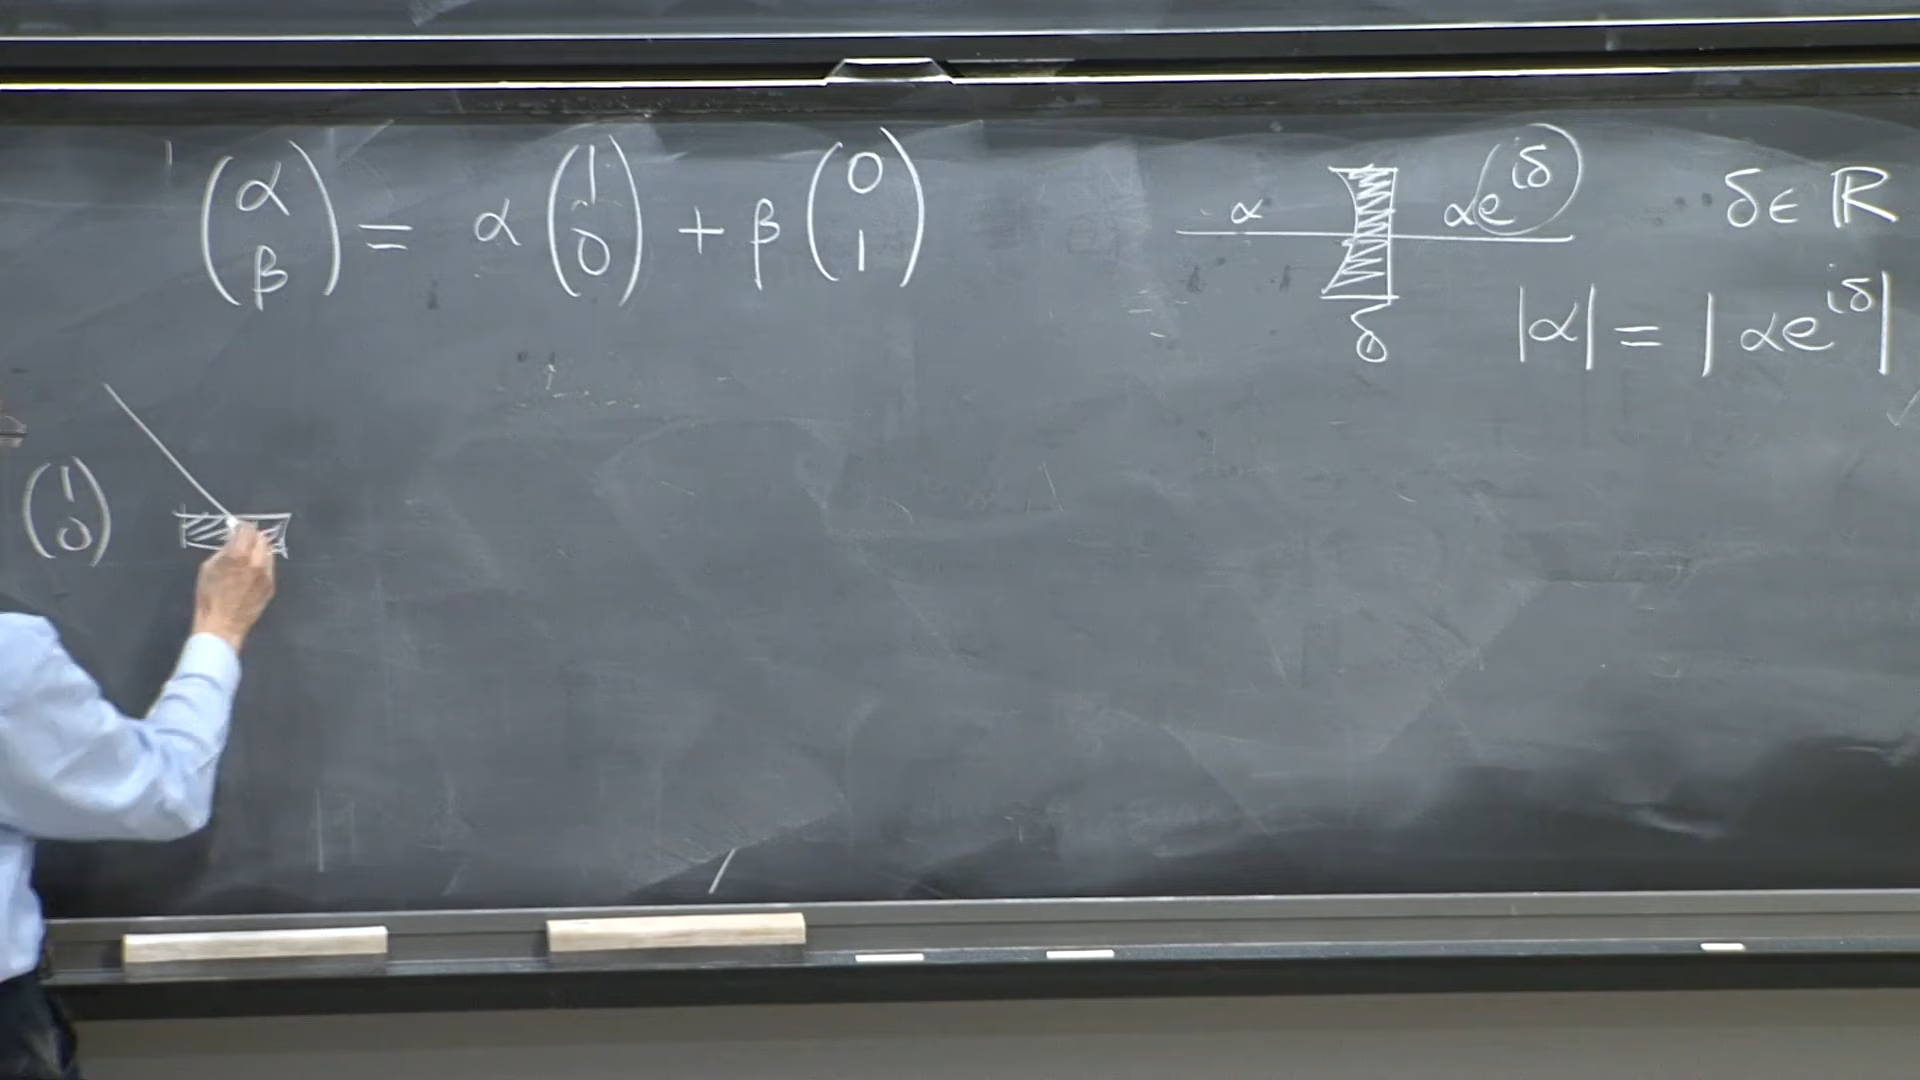 (α β) = α (1 0) + β (0 1)
α αe^{iδ} δ ∈ ℝ
δ |α| = |αe^{iδ}|
(1 0)